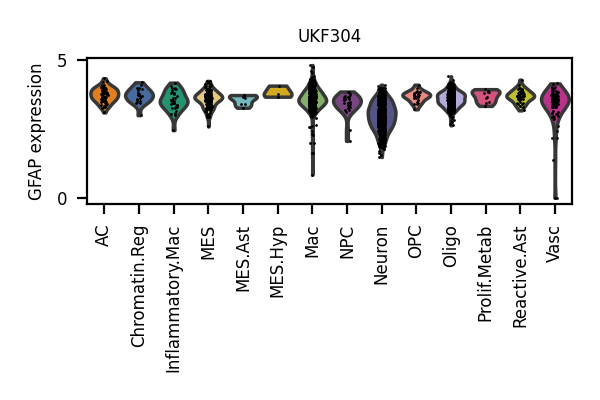 UKF304
GFAP expression
5
0
AC
Chromatin.Reg
Inflammatory.Mac
MES
MES.Ast
MES.Hyp
Mac
NPC
Neuron
OPC
Oligo
Prolif.Metab
Reactive.Ast
Vasc